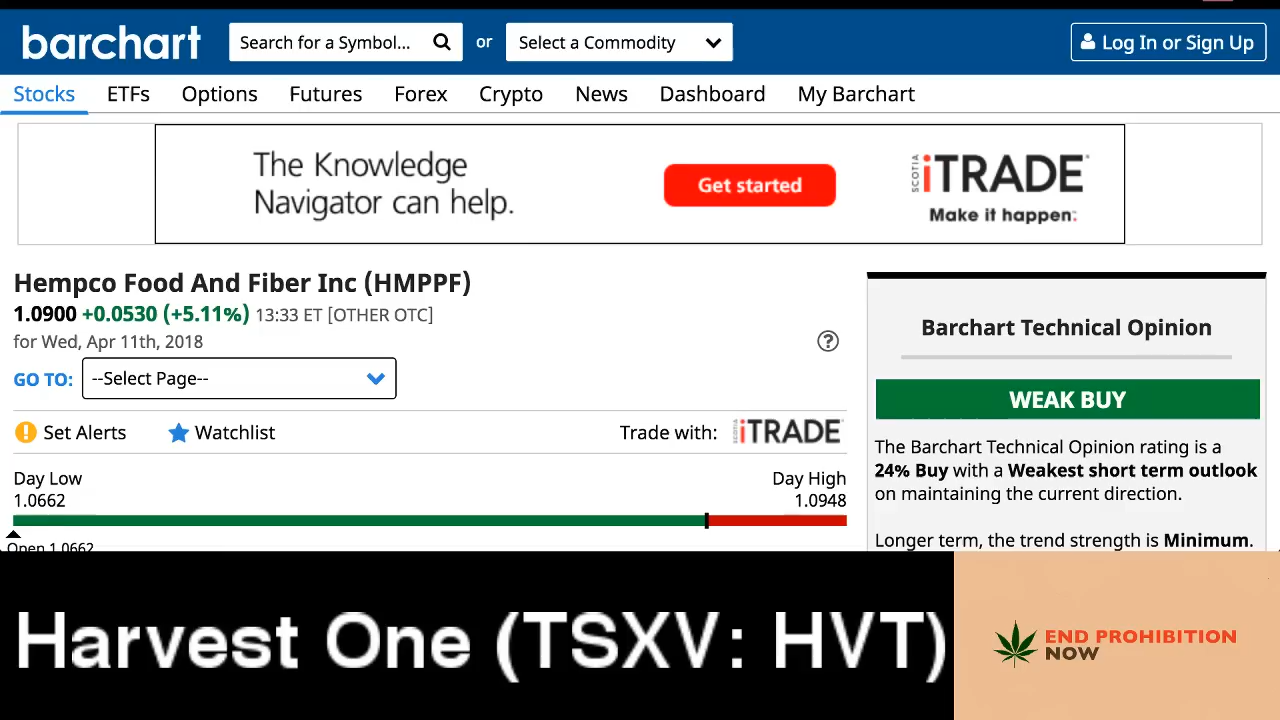 barchart
Search for a Symbol...
or
Select a Commodity
Log In or Sign Up
Stocks ETFs Options Futures Forex Crypto News Dashboard My Barchart
The Knowledge
Navigator can help.
Get started
SCOTIA iTRADE
Make it happen:
Hempco Food And Fiber Inc (HMPPF)
1.0900 +0.0530 (+5.11%) 13:33 ET [OTHER OTC]
for Wed, Apr 11th, 2018
?
GO TO: --Select Page--
! Set Alerts Watchlist Trade with: SCOTIA iTRADE
Day Low Day High
1.0662 1.0948
Open 1.0662
Barchart Technical Opinion
WEAK BUY
The Barchart Technical Opinion rating is a
24% Buy with a Weakest short term outlook
on maintaining the current direction.
Longer term, the trend strength is Minimum.
Harvest One (TSXV: HVT)
END PROHIBITION
NOW